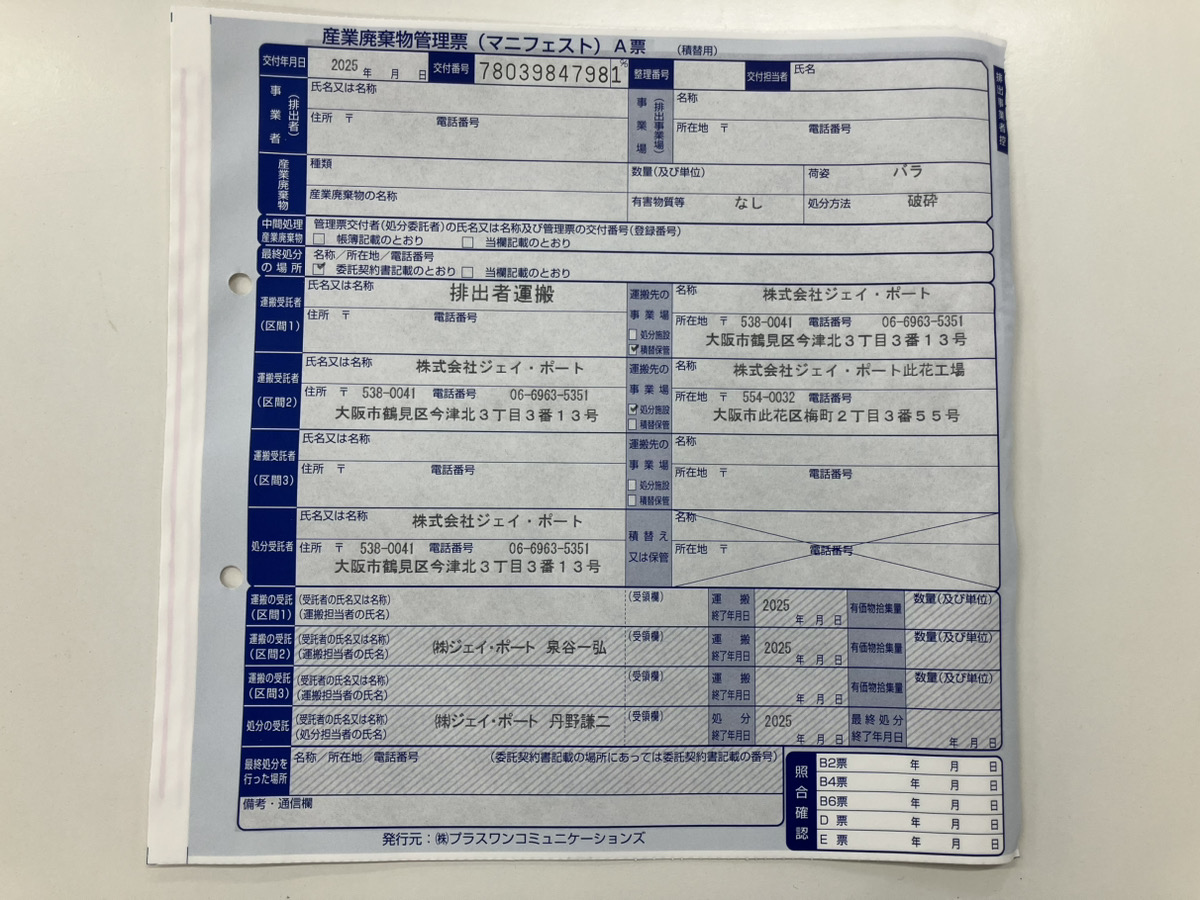 産業廃棄物管理票（マニフェスト）A票 （積替用）
交付年月日 2025 年 月 日 交付番号 78039847981 整理番号 交付担当者 氏名
排出事業者控
事業者（排出者） 氏名又は名称
住所 〒 電話番号
事業場（排出事業場） 名称
所在地 〒 電話番号
産業廃棄物 種類 数量(及び単位) 荷姿 バラ
産業廃棄物の名称 有害物質等 なし 処分方法 破砕
中間処理産業廃棄物 管理票交付者(処分委託者)の氏名又は名称及び管理票の交付番号(登録番号)
□ 帳簿記載のとおり □ 当欄記載のとおり
最終処分の場所 名称／所在地／電話番号
☑ 委託契約書記載のとおり □ 当欄記載のとおり
運搬受託者（区間1） 氏名又は名称 排出者運搬
住所 〒 電話番号
運搬先の事業場 □処分施設 ☑積替保管 名称 株式会社ジェイ・ポート
所在地 〒 538-0041 電話番号 06-6963-5351
大阪市鶴見区今津北３丁目３番１３号
運搬受託者（区間2） 氏名又は名称 株式会社ジェイ・ポート
住所 〒 538-0041 電話番号 06-6963-5351
大阪市鶴見区今津北３丁目３番１３号
運搬先の事業場 ☑処分施設 □積替保管 名称 株式会社ジェイ・ポート此花工場
所在地 〒 554-0032 電話番号
大阪市此花区梅町２丁目３番５５号
運搬受託者（区間3） 氏名又は名称
住所 〒 電話番号
運搬先の事業場 □処分施設 □積替保管 名称
所在地 〒 電話番号
処分受託者 氏名又は名称 株式会社ジェイ・ポート
住所 〒 538-0041 電話番号 06-6963-5351
大阪市鶴見区今津北３丁目３番１３号
積替え又は保管 名称
所在地 〒 電話番号
運搬の受託（区間1） (受託者の氏名又は名称) (運搬担当者の氏名) (受領欄) 運搬終了年月日 2025 年 月 日 有価物拾集量 数量(及び単位)
運搬の受託（区間2） (受託者の氏名又は名称) (運搬担当者の氏名) ㈱ジェイ・ポート 泉谷一弘 (受領欄) 運搬終了年月日 2025 年 月 日 有価物拾集量 数量(及び単位)
運搬の受託（区間3） (受託者の氏名又は名称) (運搬担当者の氏名) (受領欄) 運搬終了年月日 年 月 日 有価物拾集量 数量(及び単位)
処分の受託 (受託者の氏名又は名称) (処分担当者の氏名) ㈱ジェイ・ポート 丹野謙二 (受領欄) 処分終了年月日 2025 年 月 日 最終処分終了年月日 年 月 日
最終処分を行った場所 名称／所在地／電話番号 (委託契約書記載の場所にあっては委託契約書記載の番号)
備考・通信欄
照合確認
B2票 年 月 日
B4票 年 月 日
B6票 年 月 日
D 票 年 月 日
E 票 年 月 日
発行元：㈱プラスワンコミュニケーションズ